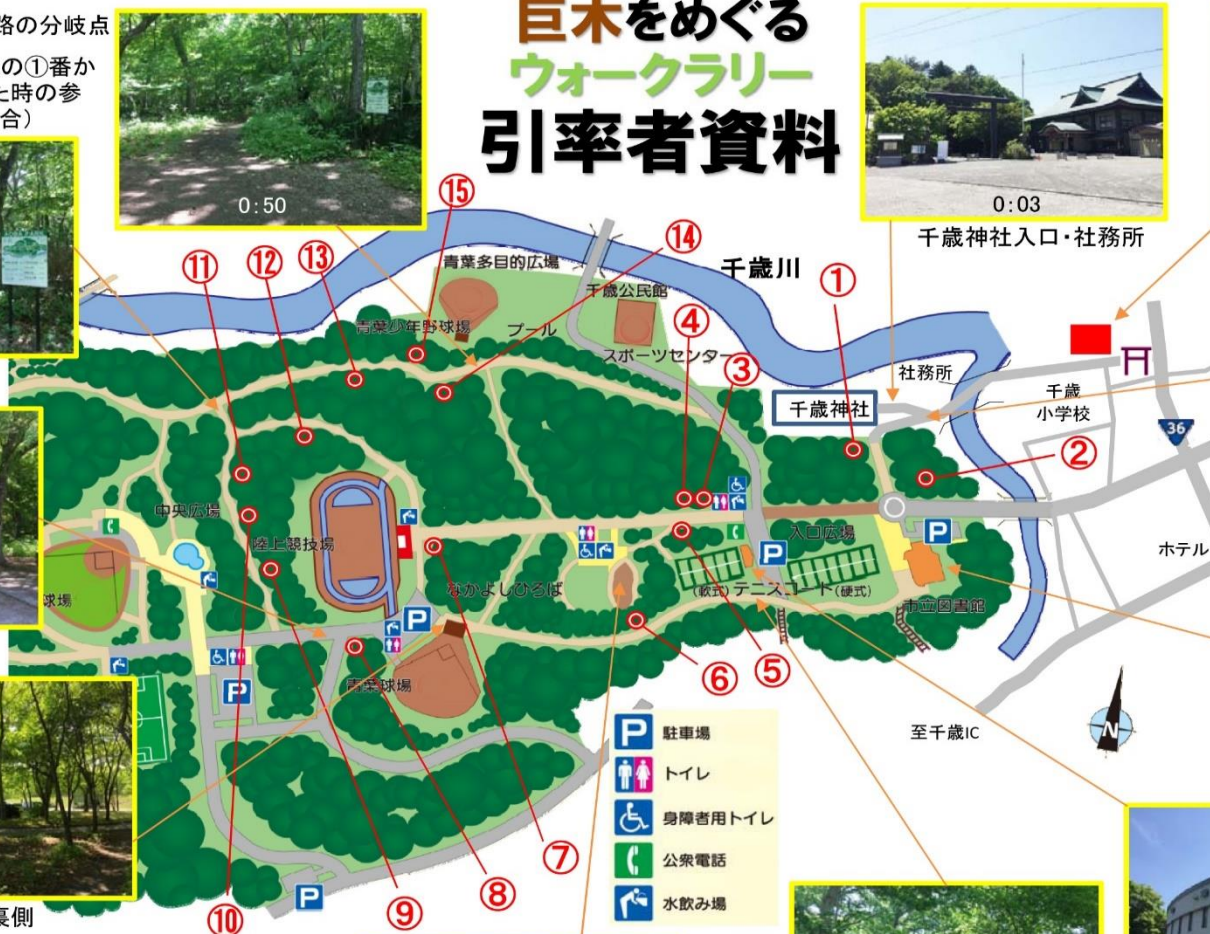 路の分岐点
の①番か
た時の参
合)
巨木をめぐる
ウォークラリー
引率者資料
0:50
0:03
千歳神社入口・社務所
⑮
⑭
⑪
⑫
⑬
青葉多目的広場
千歳川
千歳公民館
①
④
③
青葉少年野球場
プール
スポーツセンター
社務所
千歳神社
千歳
小学校
36
②
中央広場
陸上競技場
入口広場
P
P
ホテル
なかよしひろば
(軟式)テニスコート(硬式)
市立図書館
球場
P
⑥
⑤
青葉球場
P
至千歳IC
N
P 駐車場
トイレ
身障者用トイレ
公衆電話
水飲み場
⑦
⑧
⑨
⑩
P
裏側